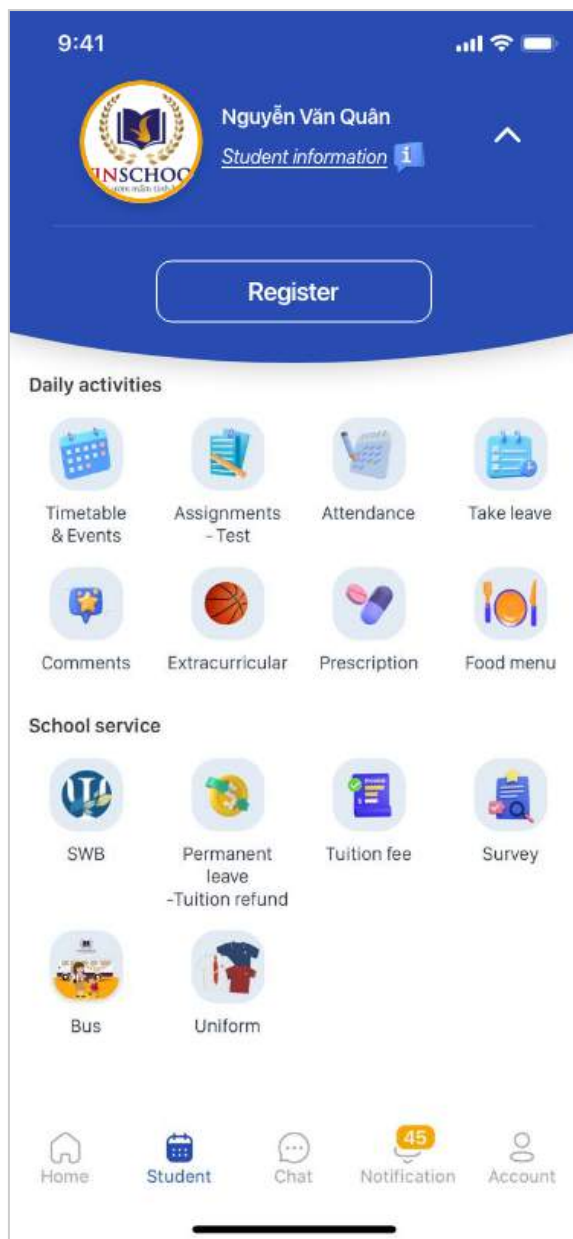 9:41
Nguyễn Văn Quân
Student information
INSCHOO
Register
Daily activities
Timetable
& Events
Assignments
- Test
Attendance
Take leave
Comments
Extracurricular
Prescription
Food menu
School service
SWB
Permanent
leave
-Tuition refund
Tuition fee
Survey
Bus
Uniform
45
Home
Student
Chat
Notification
Account